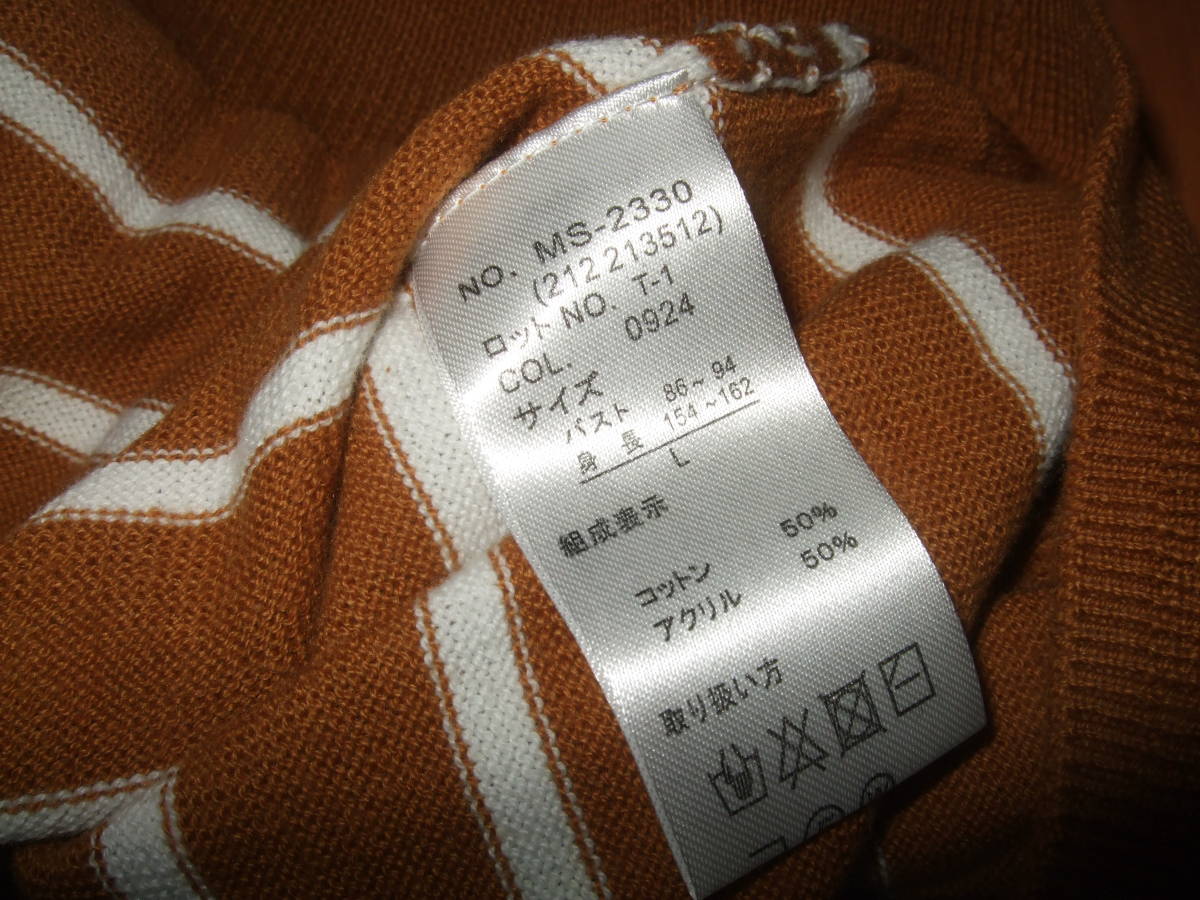 NO. MS-2330
(212 213512)
ロットNO. T-1
COL. 0924
サイズ
バスト 86~94
身長 154~162
L
組成表示
コットン 50%
アクリル 50%
取り扱い方